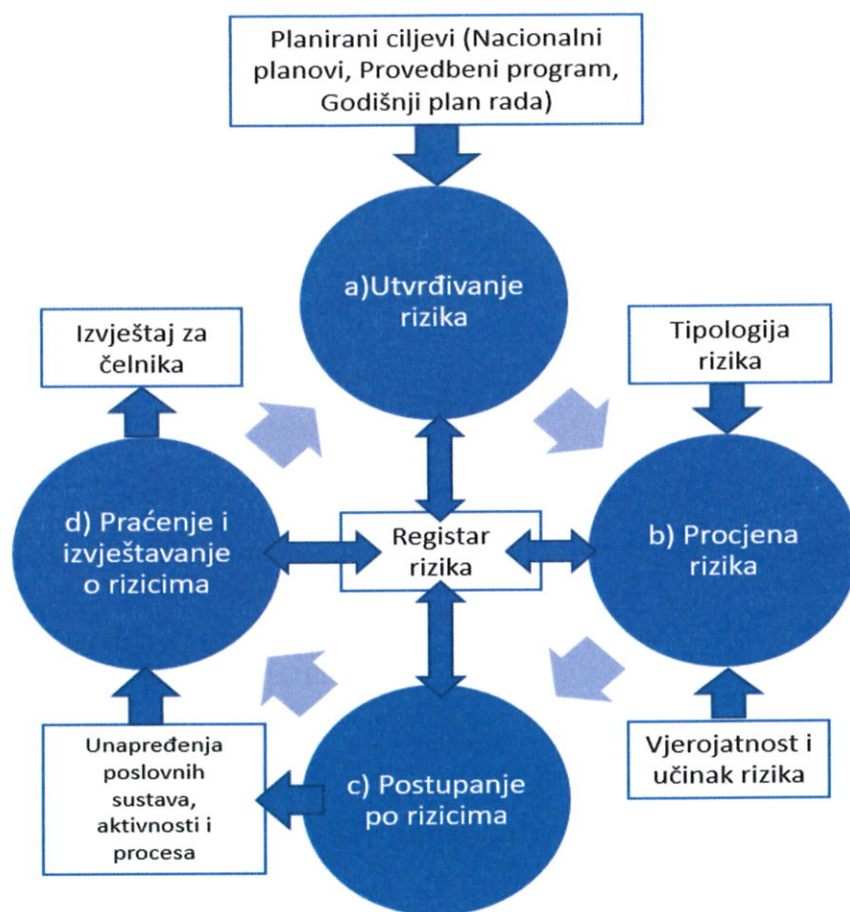 Planirani ciljevi (Nacionalni
planovi, Provedbeni program,
Godišnji plan rada)
a)Utvrđivanje
rizika
Izvještaj za
čelnika
Tipologija
rizika
d) Praćenje i
izvještavanje
o rizicima
Registar
rizika
b) Procjena
rizika
Unapređenja
poslovnih
sustava,
aktivnosti i
procesa
c) Postupanje
po rizicima
Vjerojatnost i
učinak rizika